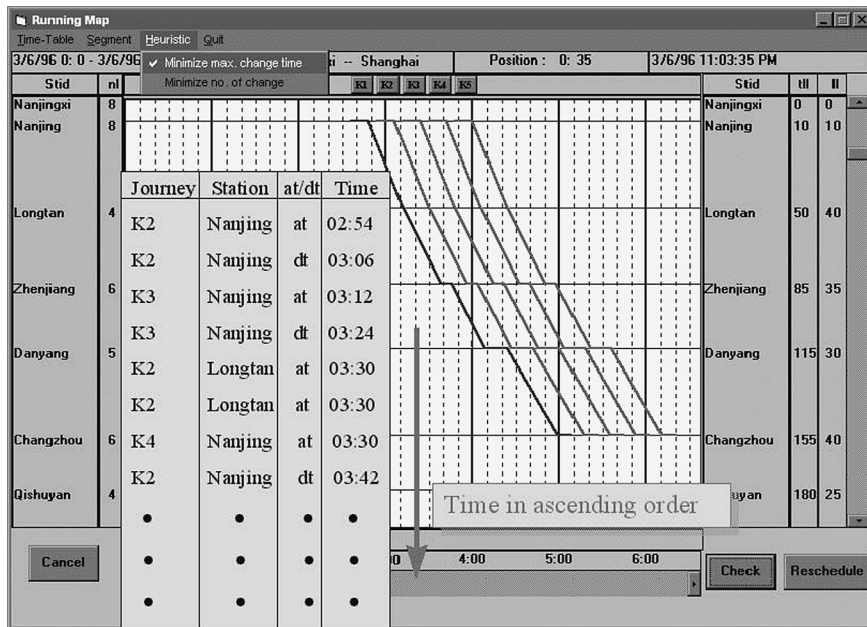 Running Map
Time-Table Segment Heuristic Quit
3/6/96 0: 0 - 3/6/96 xi -- Shanghai Position : 0: 35 3/6/96 11:03:35 PM
✓ Minimize max. change time
Minimize no. of change
Stid nl K1 K2 K3 K4 K5 Stid tll ll
Nanjingxi 8 Nanjingxi 0 0
Nanjing 8 Nanjing 10 10
Journey Station at/dt Time
Longtan 4 Longtan 50 40
K2 Nanjing at 02:54
K2 Nanjing dt 03:06
Zhenjiang 6 Zhenjiang 85 35
K3 Nanjing at 03:12
K3 Nanjing dt 03:24
Danyang 5 Danyang 115 30
K2 Longtan at 03:30
K2 Longtan at 03:30
Changzhou 6 Changzhou 155 40
K4 Nanjing at 03:30
K2 Nanjing dt 03:42
Qishuyan 4 uyan 180 25
Time in ascending order
Cancel 00 4:00 5:00 6:00 Check Reschedule